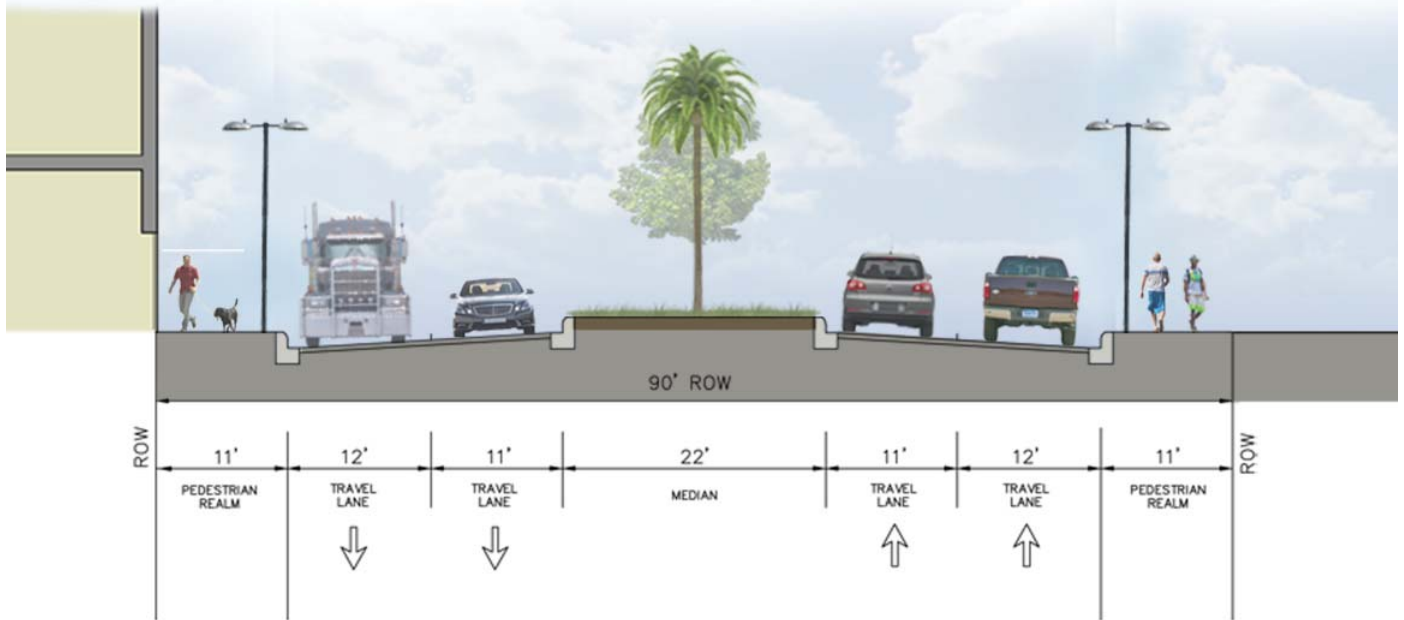 90' ROW
ROW
11'
12'
11'
22'
11'
12'
11'
ROW
PEDESTRIAN
REALM
TRAVEL
LANE
TRAVEL
LANE
MEDIAN
TRAVEL
LANE
TRAVEL
LANE
PEDESTRIAN
REALM